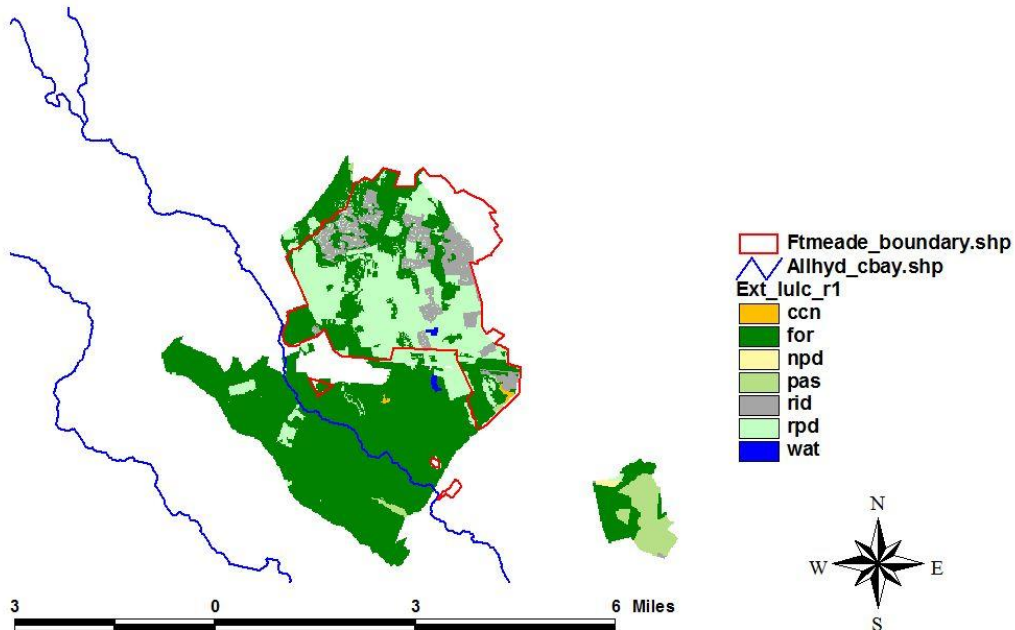 Ftmeade_boundary.shp
Allhyd_cbay.shp
Ext_lulc_r1
ccn
for
npd
pas
rid
rpd
wat
N
W E
S
3 0 3 6 Miles